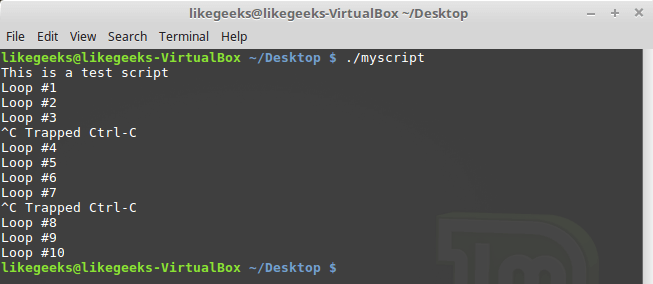 likegeeks@likegeeks-VirtualBox ~/Desktop
File Edit View Search Terminal Help
likegeeks@likegeeks-VirtualBox ~/Desktop $ ./myscript
This is a test script
Loop #1
Loop #2
Loop #3
^C Trapped Ctrl-C
Loop #4
Loop #5
Loop #6
Loop #7
^C Trapped Ctrl-C
Loop #8
Loop #9
Loop #10
likegeeks@likegeeks-VirtualBox ~/Desktop $